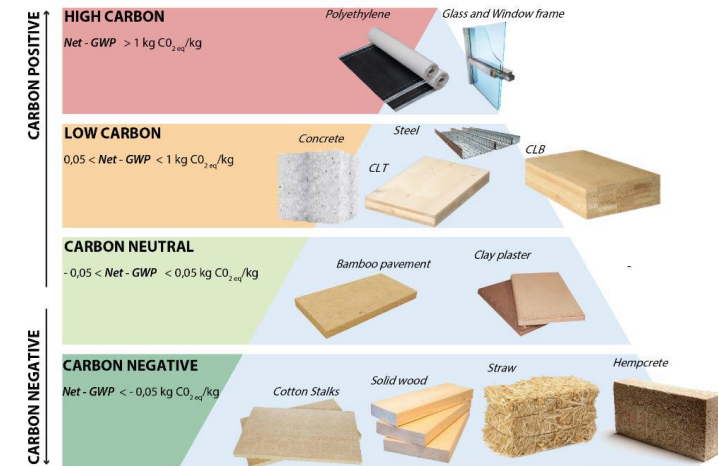 CARBON POSITIVE
HIGH CARBON
Net - GWP > 1 kg C0₂ eq/kg
Polyethylene
Glass and Window frame
LOW CARBON
0,05 < Net - GWP < 1 kg C0₂ eq/kg
Concrete
Steel
CLT
CLB
CARBON NEUTRAL
- 0,05 < Net - GWP < 0,05 kg C0₂ eq/kg
Bamboo pavement
Clay plaster
-
CARBON NEGATIVE
CARBON NEGATIVE
Net - GWP < - 0,05 kg C0₂ eq/kg
Cotton Stalks
Solid wood
Straw
Hempcrete